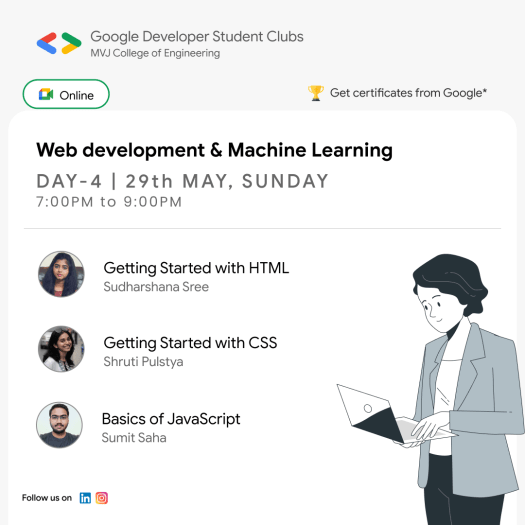 Google Developer Student Clubs
MVJ College of Engineering
Online
Get certificates from Google*
Web development & Machine Learning
DAY-4 | 29th MAY, SUNDAY
7:00PM to 9:00PM
Getting Started with HTML
Sudharshana Sree
Getting Started with CSS
Shruti Pulstya
Basics of JavaScript
Sumit Saha
Follow us on